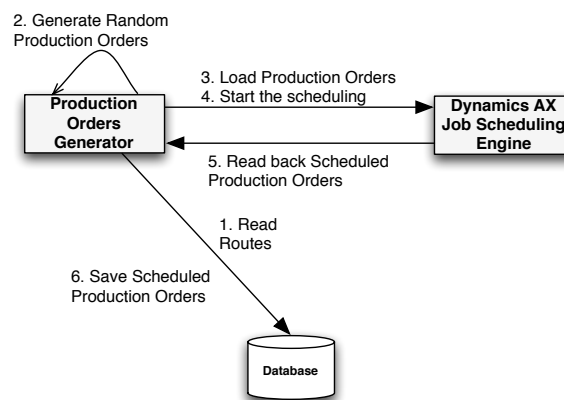 2. Generate Random
Production Orders
3. Load Production Orders
4. Start the scheduling
Production
Orders
Generator
Dynamics AX
Job Scheduling
Engine
5. Read back Scheduled
Production Orders
1. Read
Routes
6. Save Scheduled
Production Orders
Database